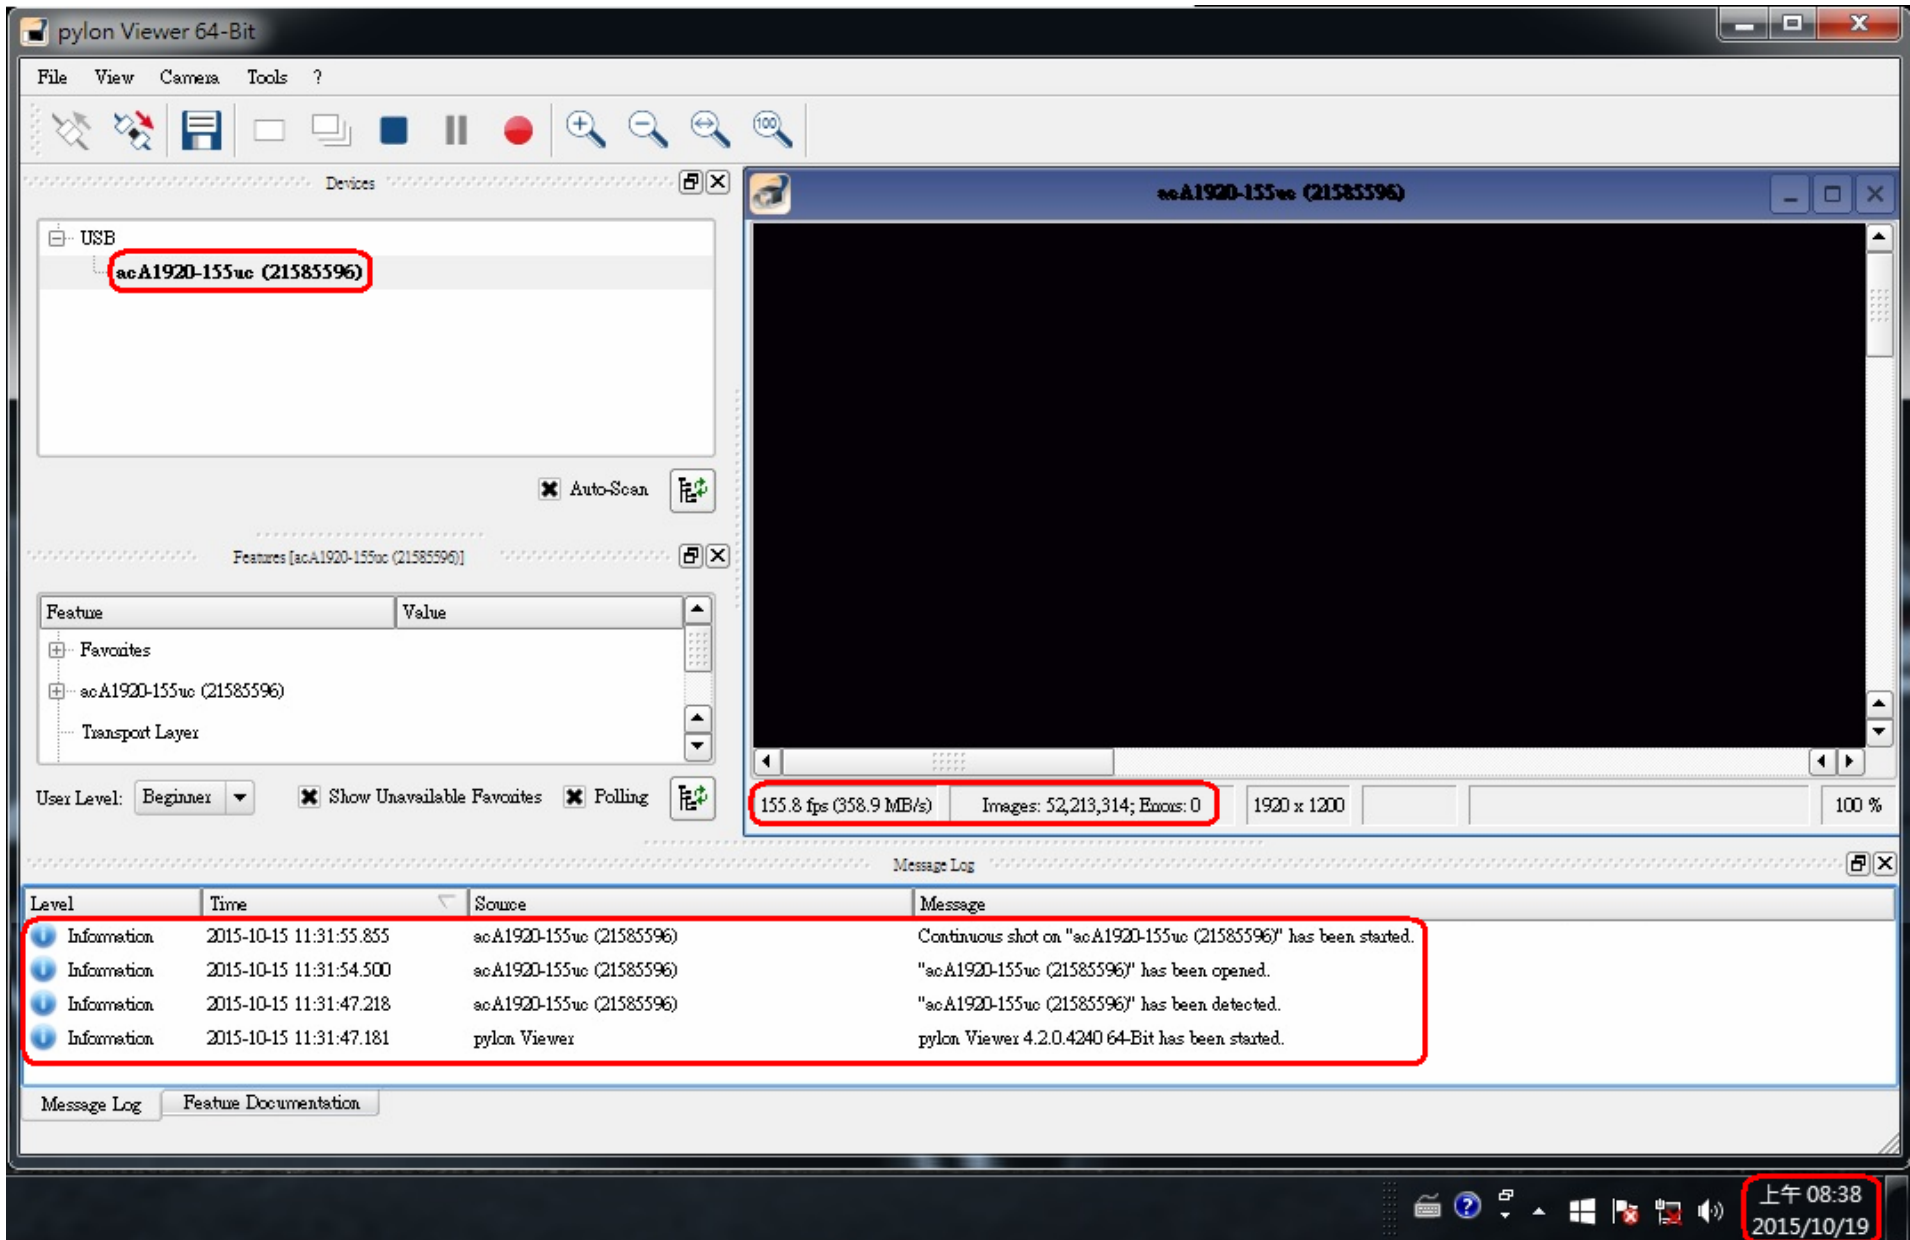 pylon Viewer 64-Bit
File View Camera Tools ?
100
Devices
USB
acA1920-155uc (21585596)
Auto-Scan
Features [acA1920-155uc (21585596)]
Feature Value
Favorites
acA1920-155uc (21585596)
Transport Layer
User Level: Beginner Show Unavailable Favorites Polling
acA1920-155uc (21585596)
155.8 fps (358.9 MB/s) Images: 52,213,314; Errors: 0 1920 x 1200 100 %
Message Log
Level Time Source Message
Information 2015-10-15 11:31:55.855 acA1920-155uc (21585596) Continuous shot on "acA1920-155uc (21585596)" has been started.
Information 2015-10-15 11:31:54.500 acA1920-155uc (21585596) "acA1920-155uc (21585596)" has been opened.
Information 2015-10-15 11:31:47.218 acA1920-155uc (21585596) "acA1920-155uc (21585596)" has been detected.
Information 2015-10-15 11:31:47.181 pylon Viewer pylon Viewer 4.2.0.4240 64-Bit has been started.
Message Log Feature Documentation
上午 08:38
2015/10/19